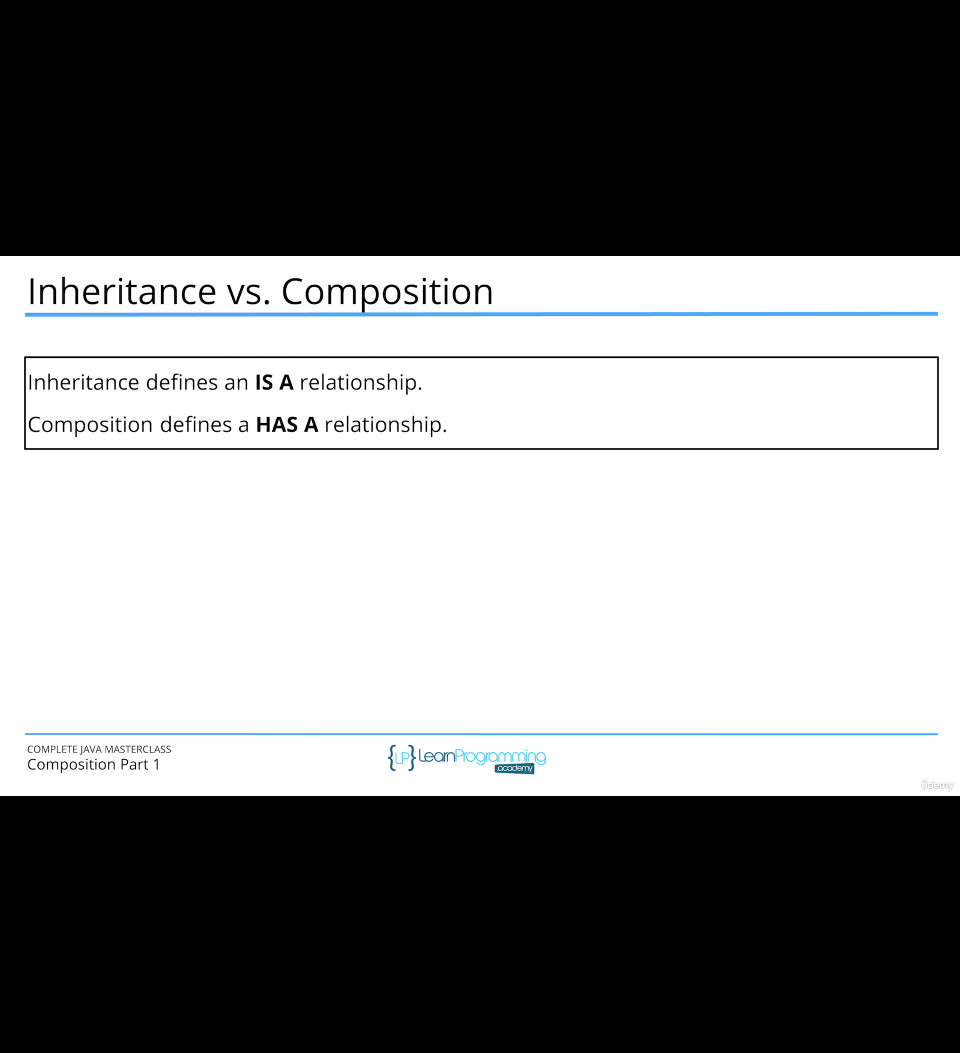 Inheritance vs. Composition
Inheritance defines an IS A relationship.
Composition defines a HAS A relationship.
COMPLETE JAVA MASTERCLASS
Composition Part 1
{LP} LearnProgramming
academy
ûdemy